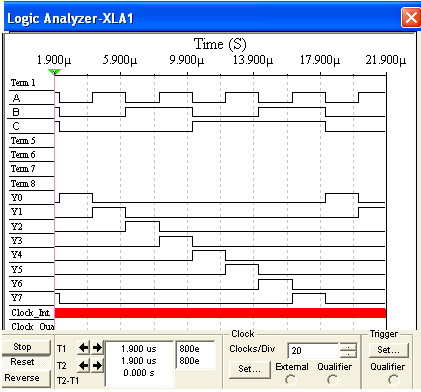 Logic Analyzer-XLA1
Time (S)
1.900µ 5.900µ 9.900µ 13.900µ 17.900µ 21.900µ
Term 1
A
B
C
Term 5
Term 6
Term 7
Term 8
Y0
Y1
Y2
Y3
Y4
Y5
Y6
Y7
Clock_Int
Clock_Qua
Stop
Reset
Reverse
T1 1.900 us 800e
T2 1.900 us 800e
T2-T1 0.000 s
Clock
Clocks/Div 20
Set... External Qualifier
Trigger
Set...
Qualifier